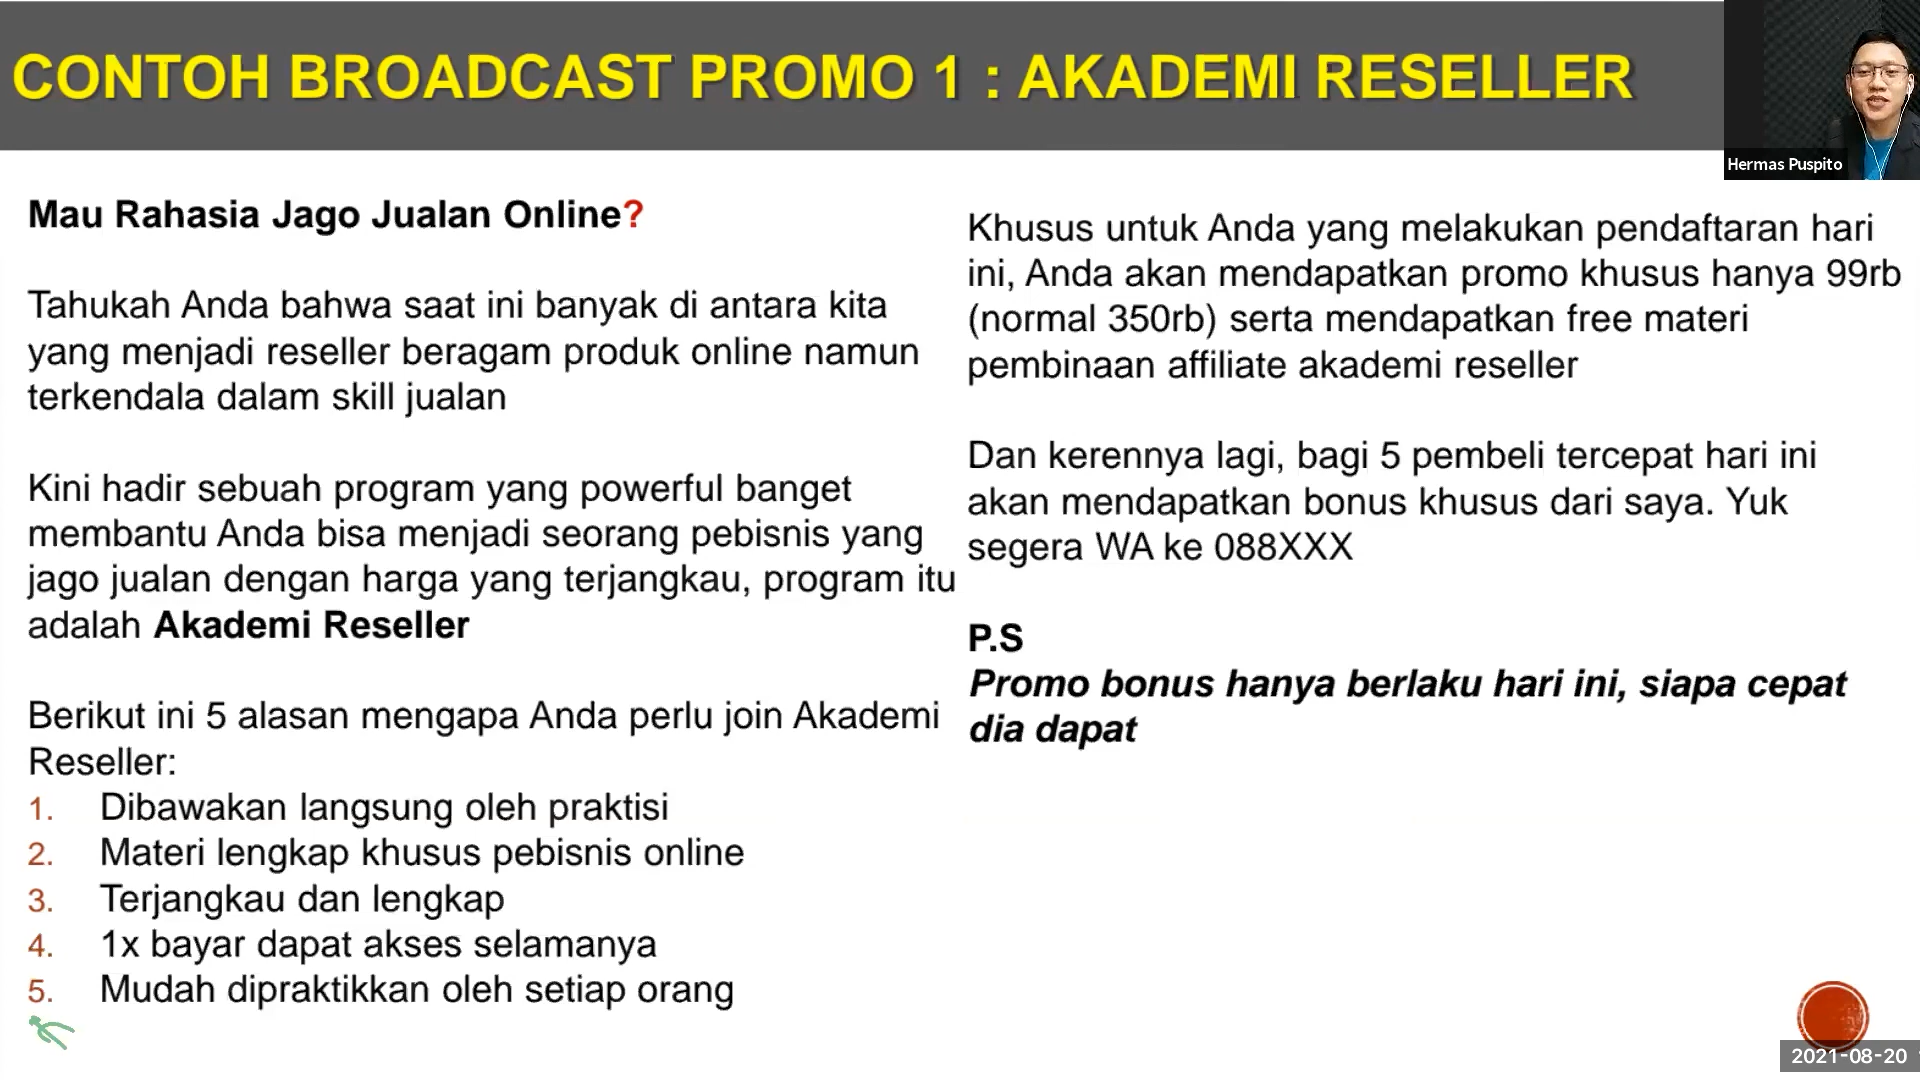 CONTOH BROADCAST PROMO 1 : AKADEMI RESELLER
Hermas Puspito
Mau Rahasia Jago Jualan Online?
Tahukah Anda bahwa saat ini banyak di antara kita
yang menjadi reseller beragam produk online namun
terkendala dalam skill jualan
Kini hadir sebuah program yang powerful banget
membantu Anda bisa menjadi seorang pebisnis yang
jago jualan dengan harga yang terjangkau, program itu
adalah Akademi Reseller
Berikut ini 5 alasan mengapa Anda perlu join Akademi
Reseller:
1. Dibawakan langsung oleh praktisi
2. Materi lengkap khusus pebisnis online
3. Terjangkau dan lengkap
4. 1x bayar dapat akses selamanya
5. Mudah dipraktikkan oleh setiap orang
Khusus untuk Anda yang melakukan pendaftaran hari
ini, Anda akan mendapatkan promo khusus hanya 99rb
(normal 350rb) serta mendapatkan free materi
pembinaan affiliate akademi reseller
Dan kerennya lagi, bagi 5 pembeli tercepat hari ini
akan mendapatkan bonus khusus dari saya. Yuk
segera WA ke 088XXX
P.S
Promo bonus hanya berlaku hari ini, siapa cepat
dia dapat
2021-08-20